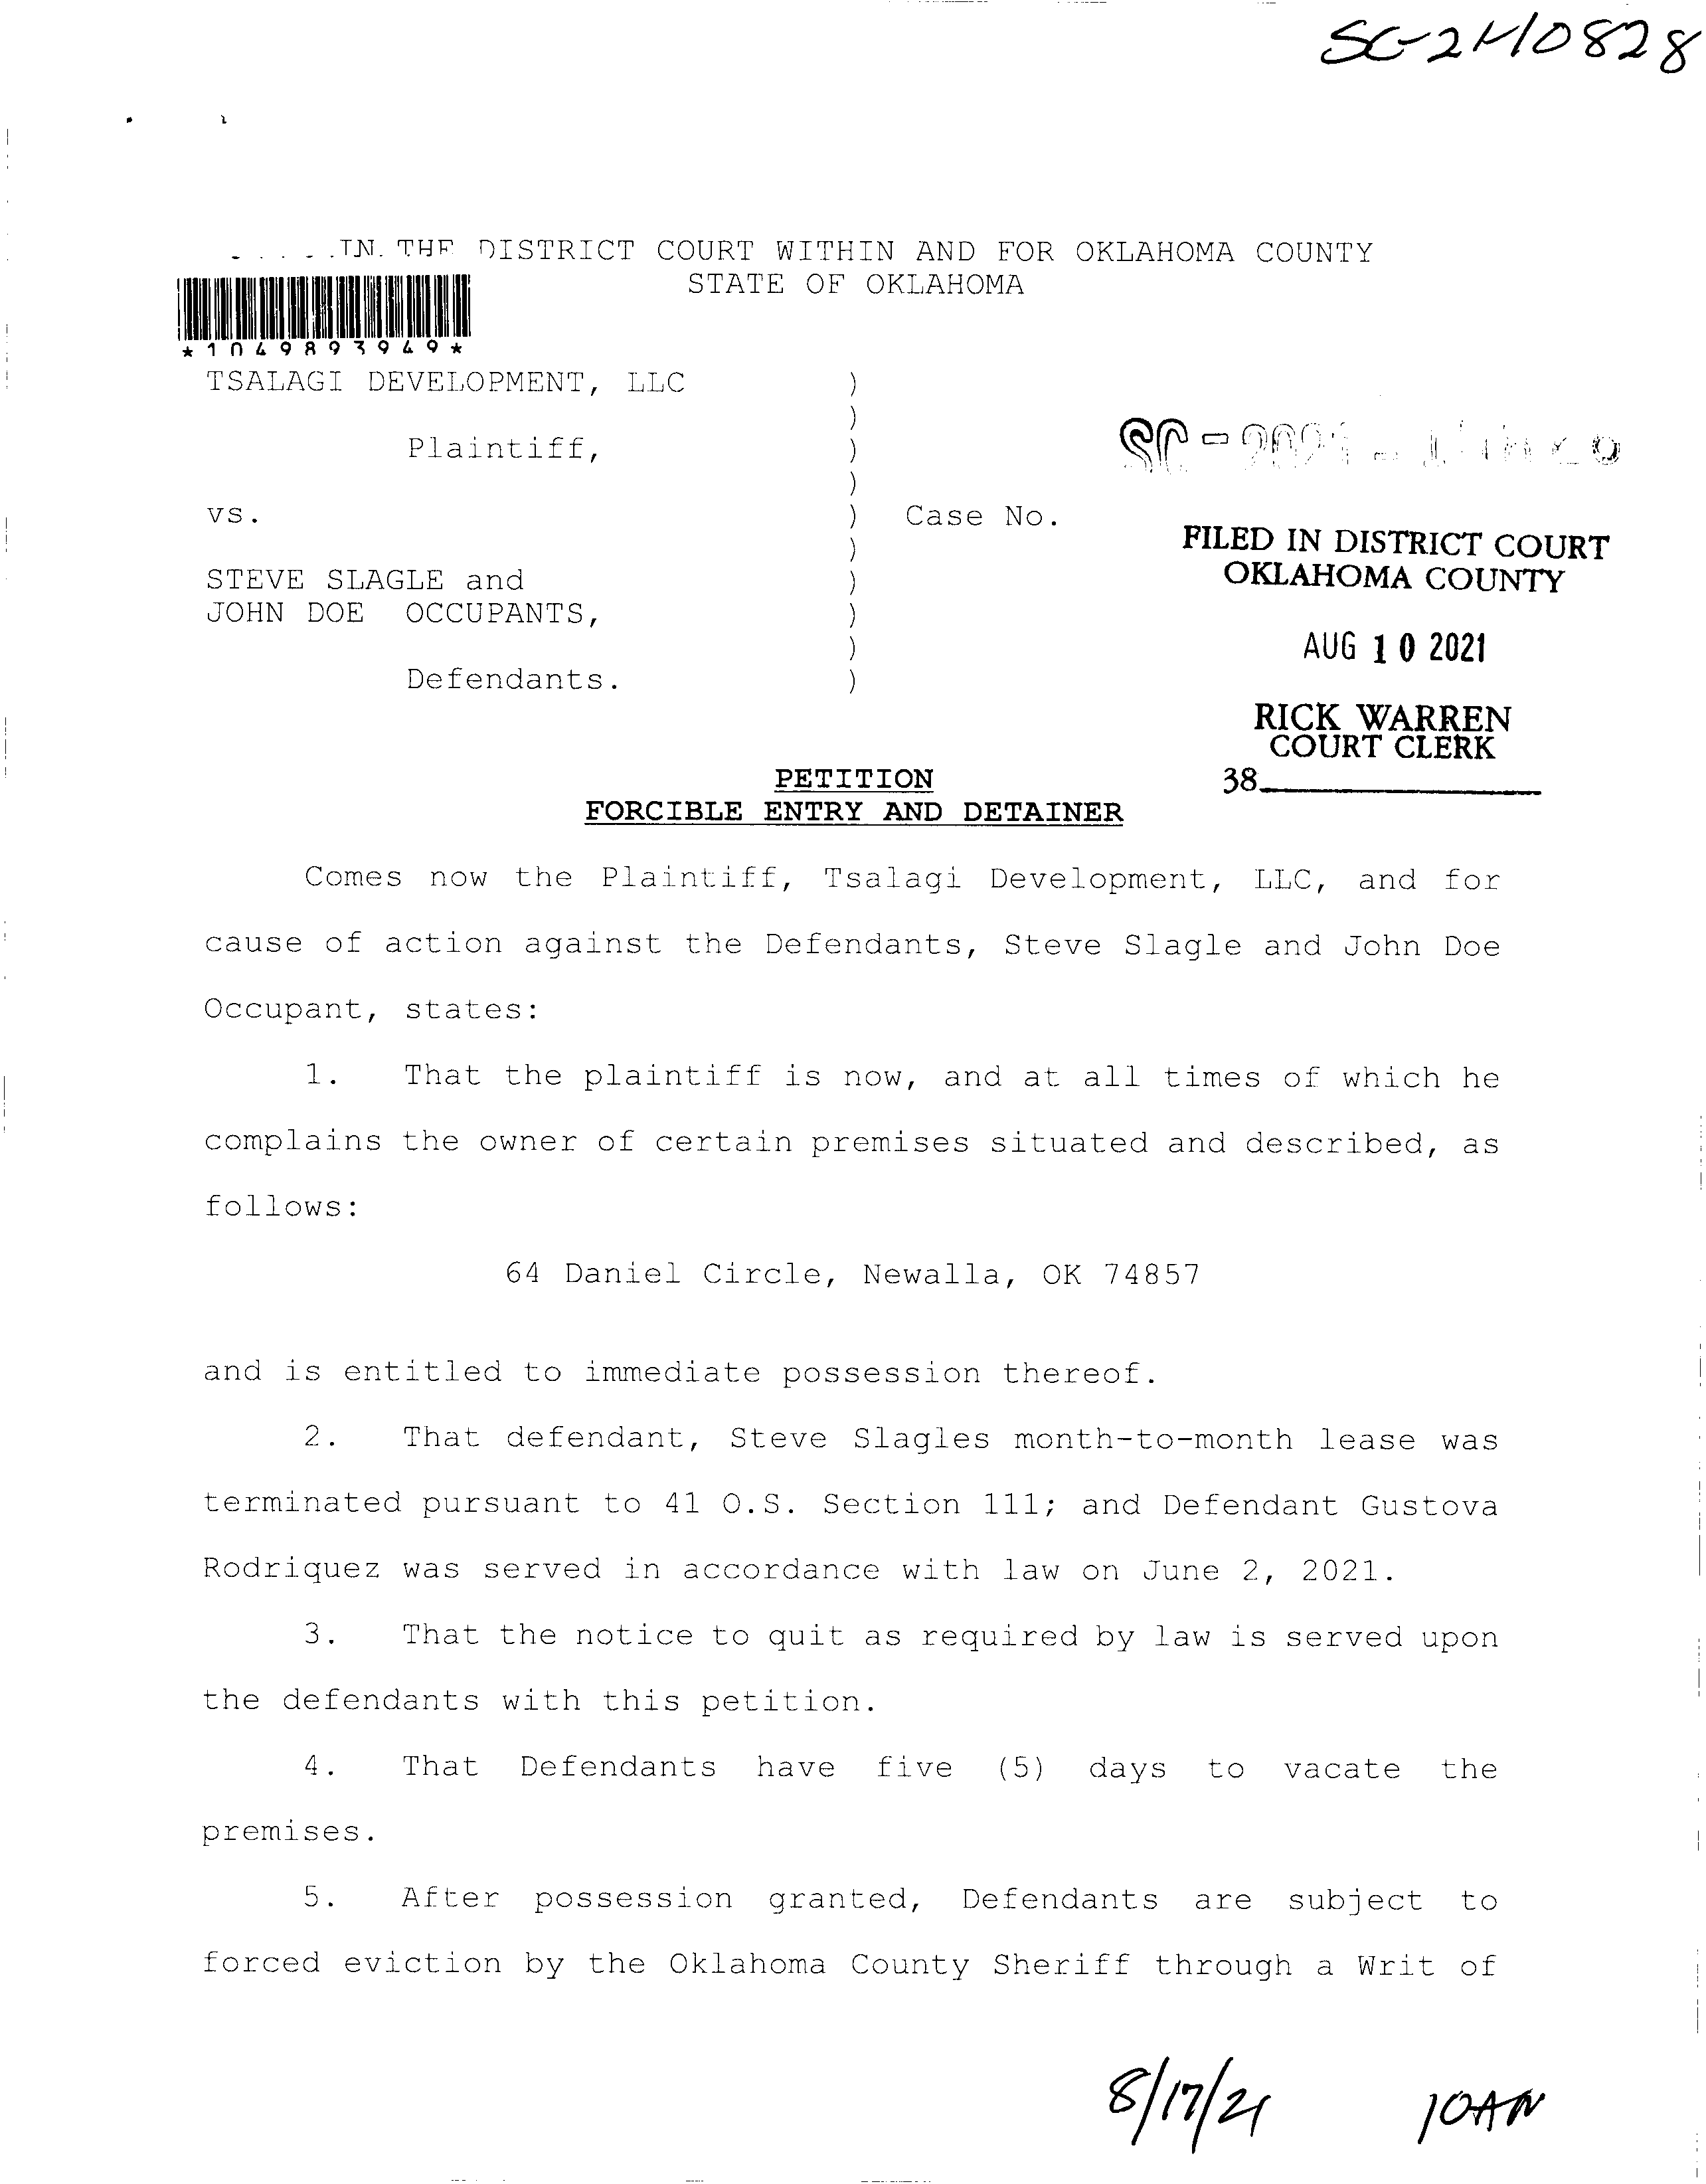 SC-21-10828
IN THE DISTRICT COURT WITHIN AND FOR OKLAHOMA COUNTY
STATE OF OKLAHOMA
*1049893949*
TSALAGI DEVELOPMENT, LLC )
)
Plaintiff, )
)
vs. ) Case No.
)
STEVE SLAGLE and )
JOHN DOE OCCUPANTS, )
)
Defendants. )
SC-2021-
FILED IN DISTRICT COURT
OKLAHOMA COUNTY
AUG 10 2021
RICK WARREN
COURT CLERK
38
PETITION
FORCIBLE ENTRY AND DETAINER
Comes now the Plaintiff, Tsalagi Development, LLC, and for
cause of action against the Defendants, Steve Slagle and John Doe
Occupant, states:
1. That the plaintiff is now, and at all times of which he
complains the owner of certain premises situated and described, as
follows:
64 Daniel Circle, Newalla, OK 74857
and is entitled to immediate possession thereof.
2. That defendant, Steve Slagles month-to-month lease was
terminated pursuant to 41 O.S. Section 111; and Defendant Gustova
Rodriquez was served in accordance with law on June 2, 2021.
3. That the notice to quit as required by law is served upon
the defendants with this petition.
4. That Defendants have five (5) days to vacate the
premises.
5. After possession granted, Defendants are subject to
forced eviction by the Oklahoma County Sheriff through a Writ of
8/17/21 10AM